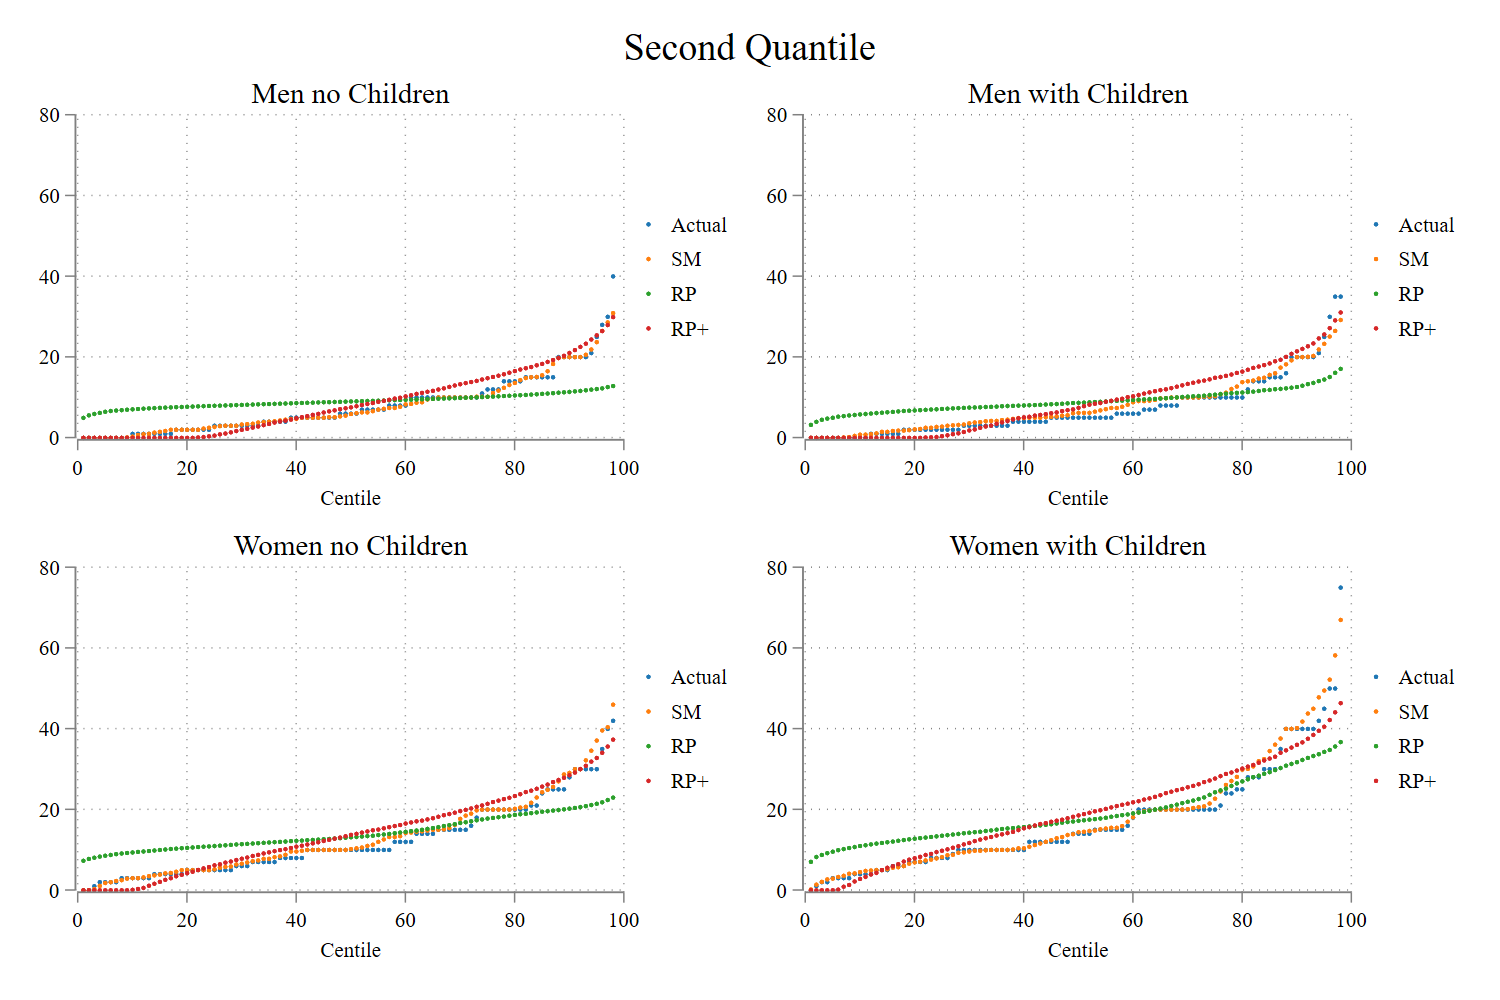 Second Quantile
Men no Children
80
60
40
20
0
0 20 40 60 80 100
Centile
Actual
SM
RP
RP+
Men with Children
80
60
40
20
0
0 20 40 60 80 100
Centile
Actual
SM
RP
RP+
Women no Children
80
60
40
20
0
0 20 40 60 80 100
Centile
Actual
SM
RP
RP+
Women with Children
80
60
40
20
0
0 20 40 60 80 100
Centile
Actual
SM
RP
RP+